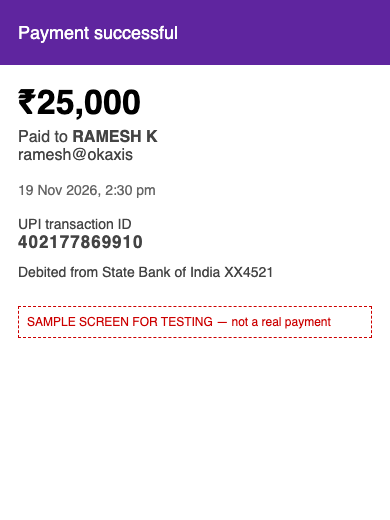 Payment successful
₹25,000
Paid to RAMESH K
ramesh@okaxis
19 Nov 2026, 2:30 pm
UPI transaction ID
402177869910
Debited from State Bank of India XX4521
SAMPLE SCREEN FOR TESTING — not a real payment